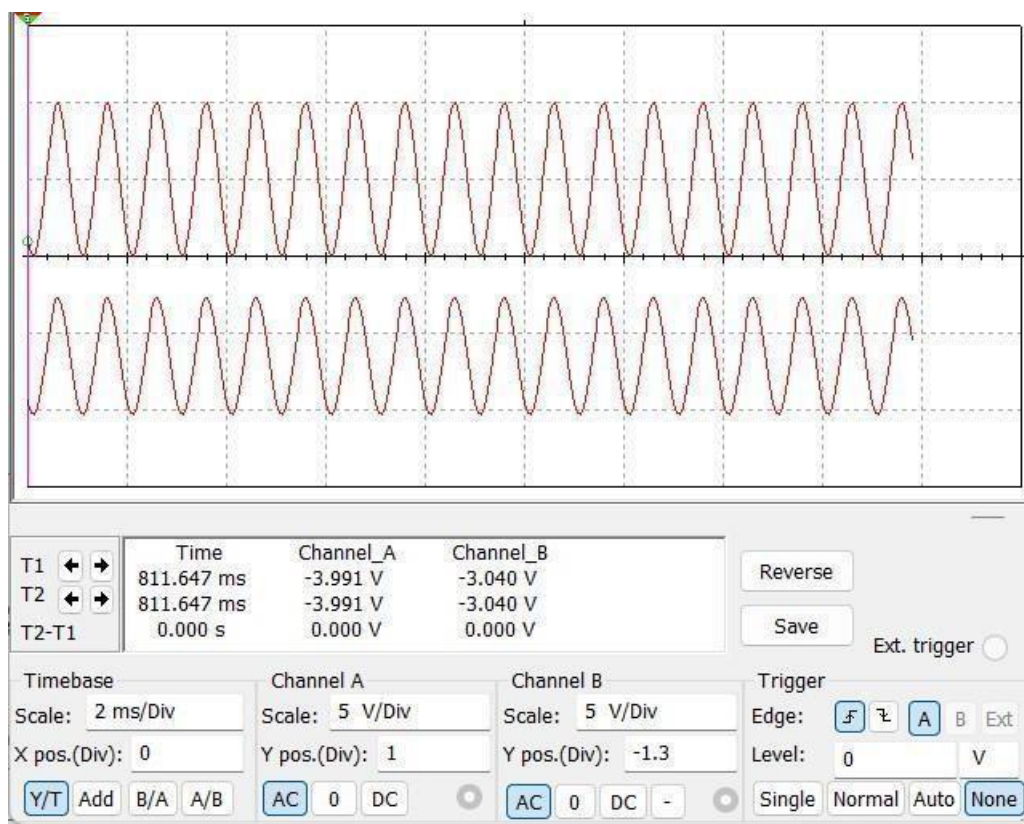 Time Channel_A Channel_B
T1 811.647 ms -3.991 V -3.040 V
T2 811.647 ms -3.991 V -3.040 V
T2-T1 0.000 s 0.000 V 0.000 V
Reverse
Save
Ext. trigger
Timebase
Scale: 2 ms/Div
X pos.(Div): 0
Y/T Add B/A A/B
Channel A
Scale: 5 V/Div
Y pos.(Div): 1
AC 0 DC
Channel B
Scale: 5 V/Div
Y pos.(Div): -1.3
AC 0 DC -
Trigger
Edge: A B Ext
Level: 0 V
Single Normal Auto None